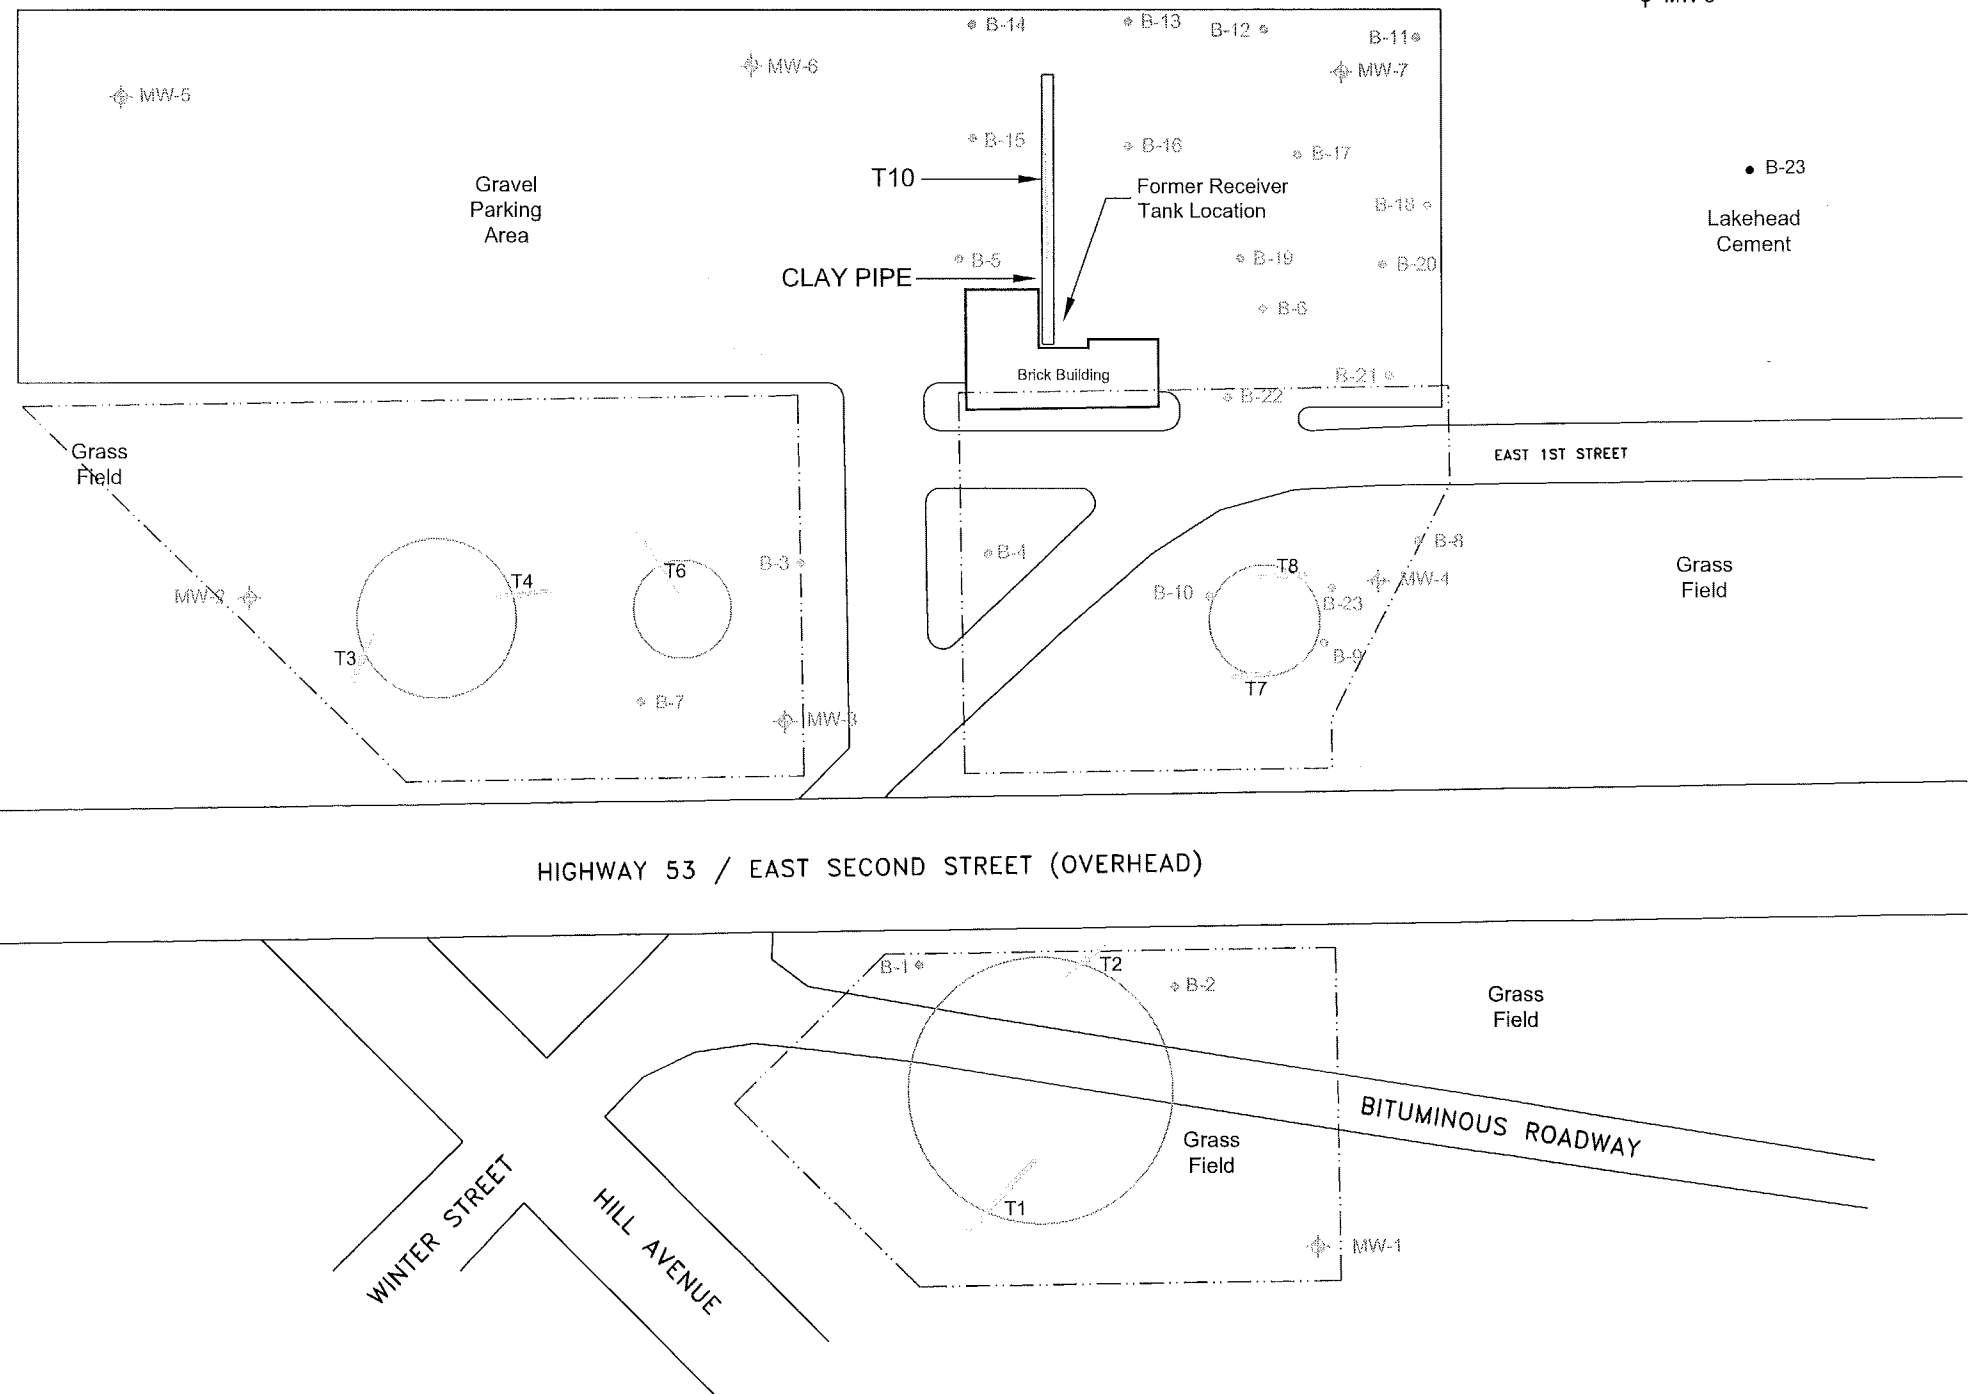 B-14
B-13
B-12
B-11
MW-6
MW-7
MW-5
B-15
B-16
B-17
B-23
T10
Gravel
Parking
Area
Former Receiver
Tank Location
B-18
Lakehead
Cement
B-5
B-19
B-20
CLAY PIPE
B-6
Brick Building
B-21
B-22
Grass
Field
EAST 1ST STREET
B-3
B-4
B-8
T4
T6
T8
MW-4
Grass
Field
MW-2
B-10
B-23
T3
B-9
T7
B-7
MW-3
HIGHWAY 53 / EAST SECOND STREET (OVERHEAD)
B-1
T2
B-2
Grass
Field
BITUMINOUS ROADWAY
Grass
Field
WINTER STREET
HILL AVENUE
T1
MW-1